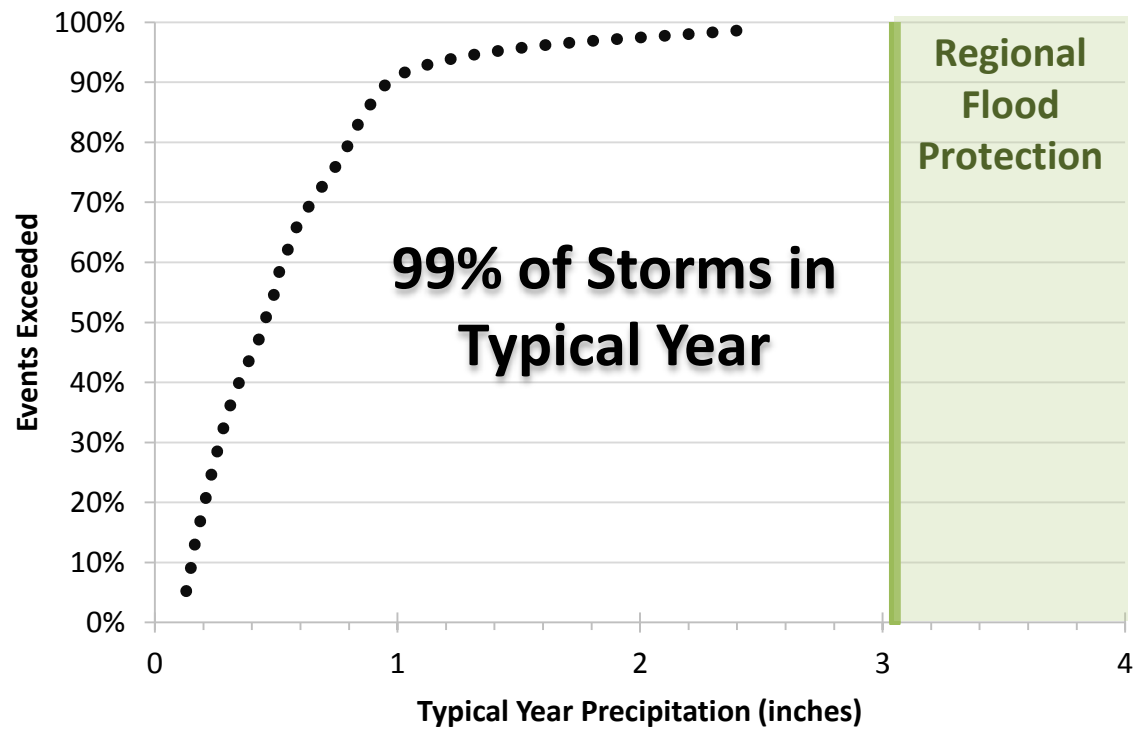 100%
90%
80%
70%
60%
50%
40%
30%
20%
10%
0%
Events Exceeded
99% of Storms in
Typical Year
Regional
Flood
Protection
0
1
2
3
4
Typical Year Precipitation (inches)